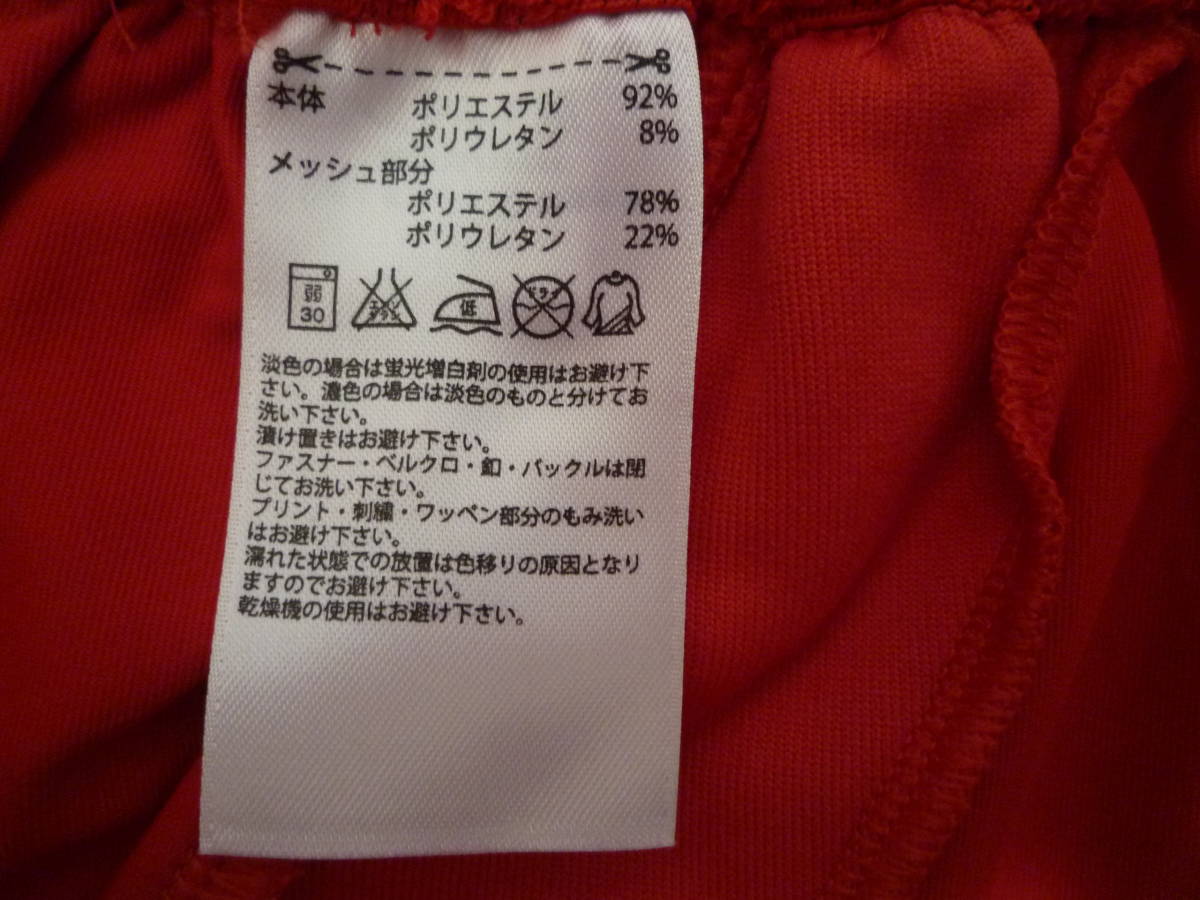 本体 ポリエステル 92%
ポリウレタン 8%
メッシュ部分
ポリエステル 78%
ポリウレタン 22%
弱 30 エンソ サラシ 低 ドライ
淡色の場合は蛍光増白剤の使用はお避け下
さい。濃色の場合は淡色のものと分けてお
洗い下さい。
漬け置きはお避け下さい。
ファスナー・ベルクロ・釦・バックルは閉
じてお洗い下さい。
プリント・刺繍・ワッペン部分のもみ洗い
はお避け下さい。
濡れた状態での放置は色移りの原因となり
ますのでお避け下さい。
乾燥機の使用はお避け下さい。